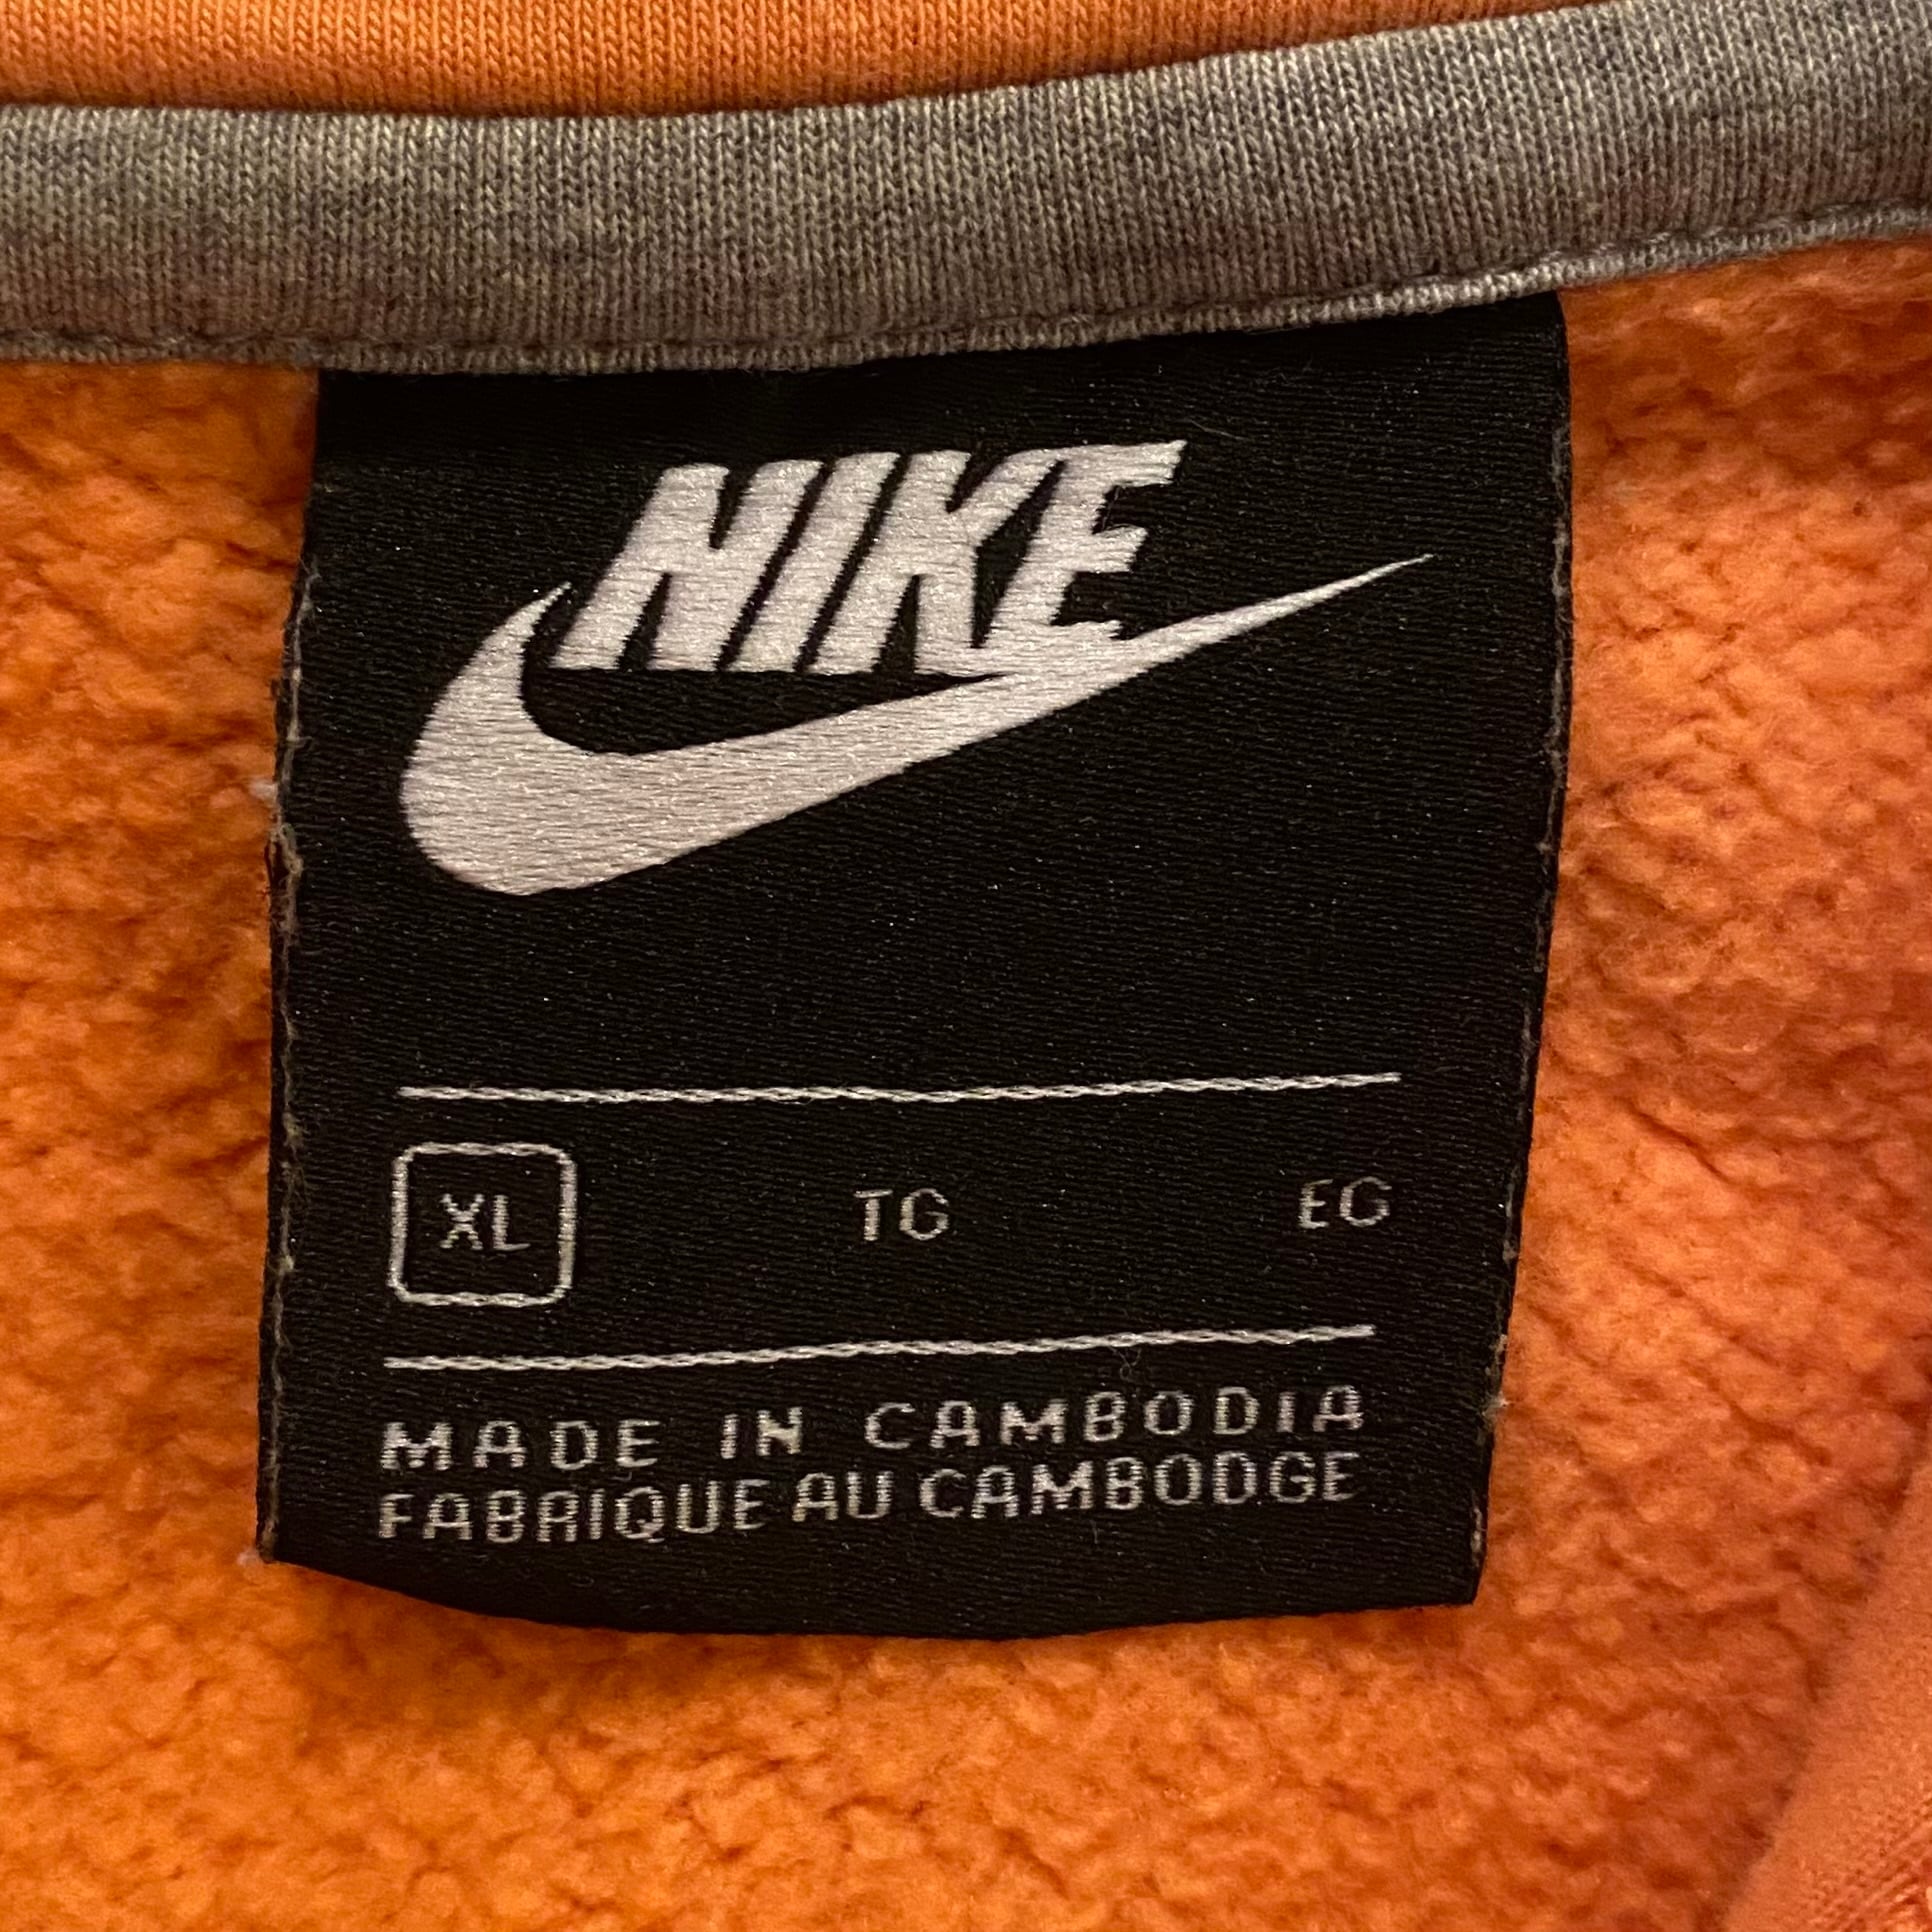 NIKE
XL TG EG
MADE IN CAMBODIA
FABRIQUE AU CAMBODGE